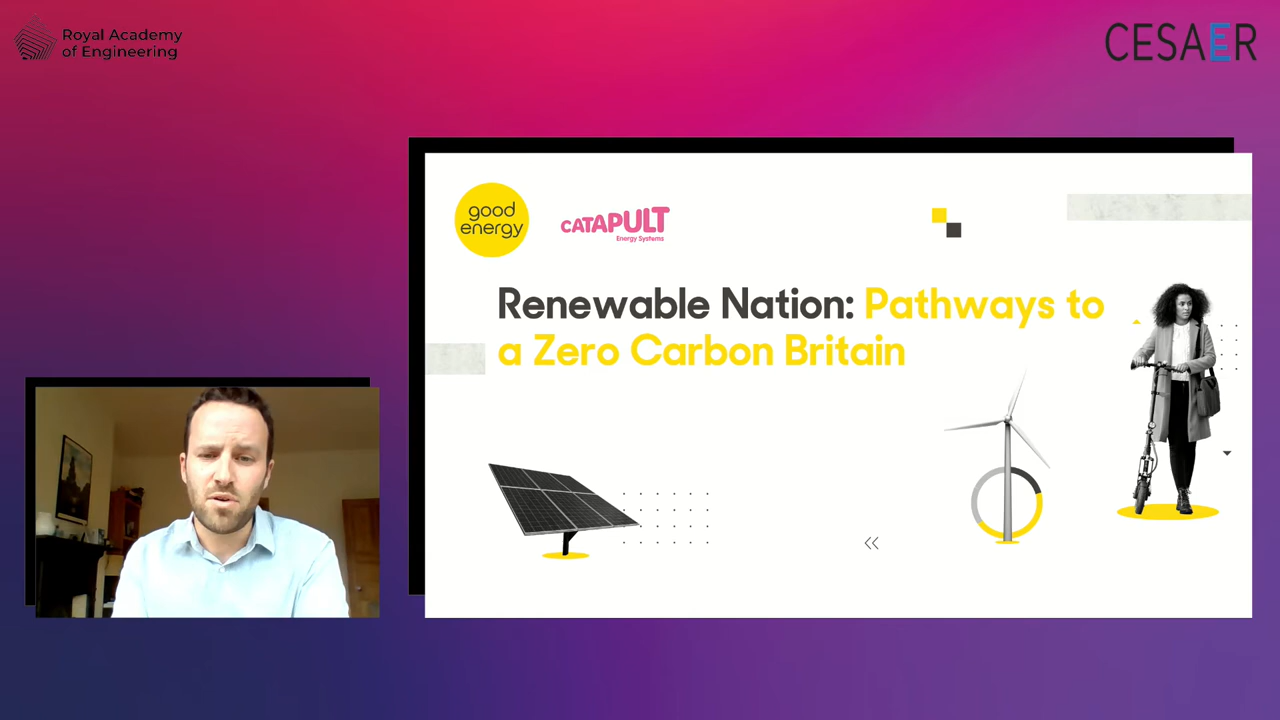 Royal Academy
of Engineering
CESAER
good
energy
CATAPULT
Energy Systems
Renewable Nation: Pathways to
a Zero Carbon Britain